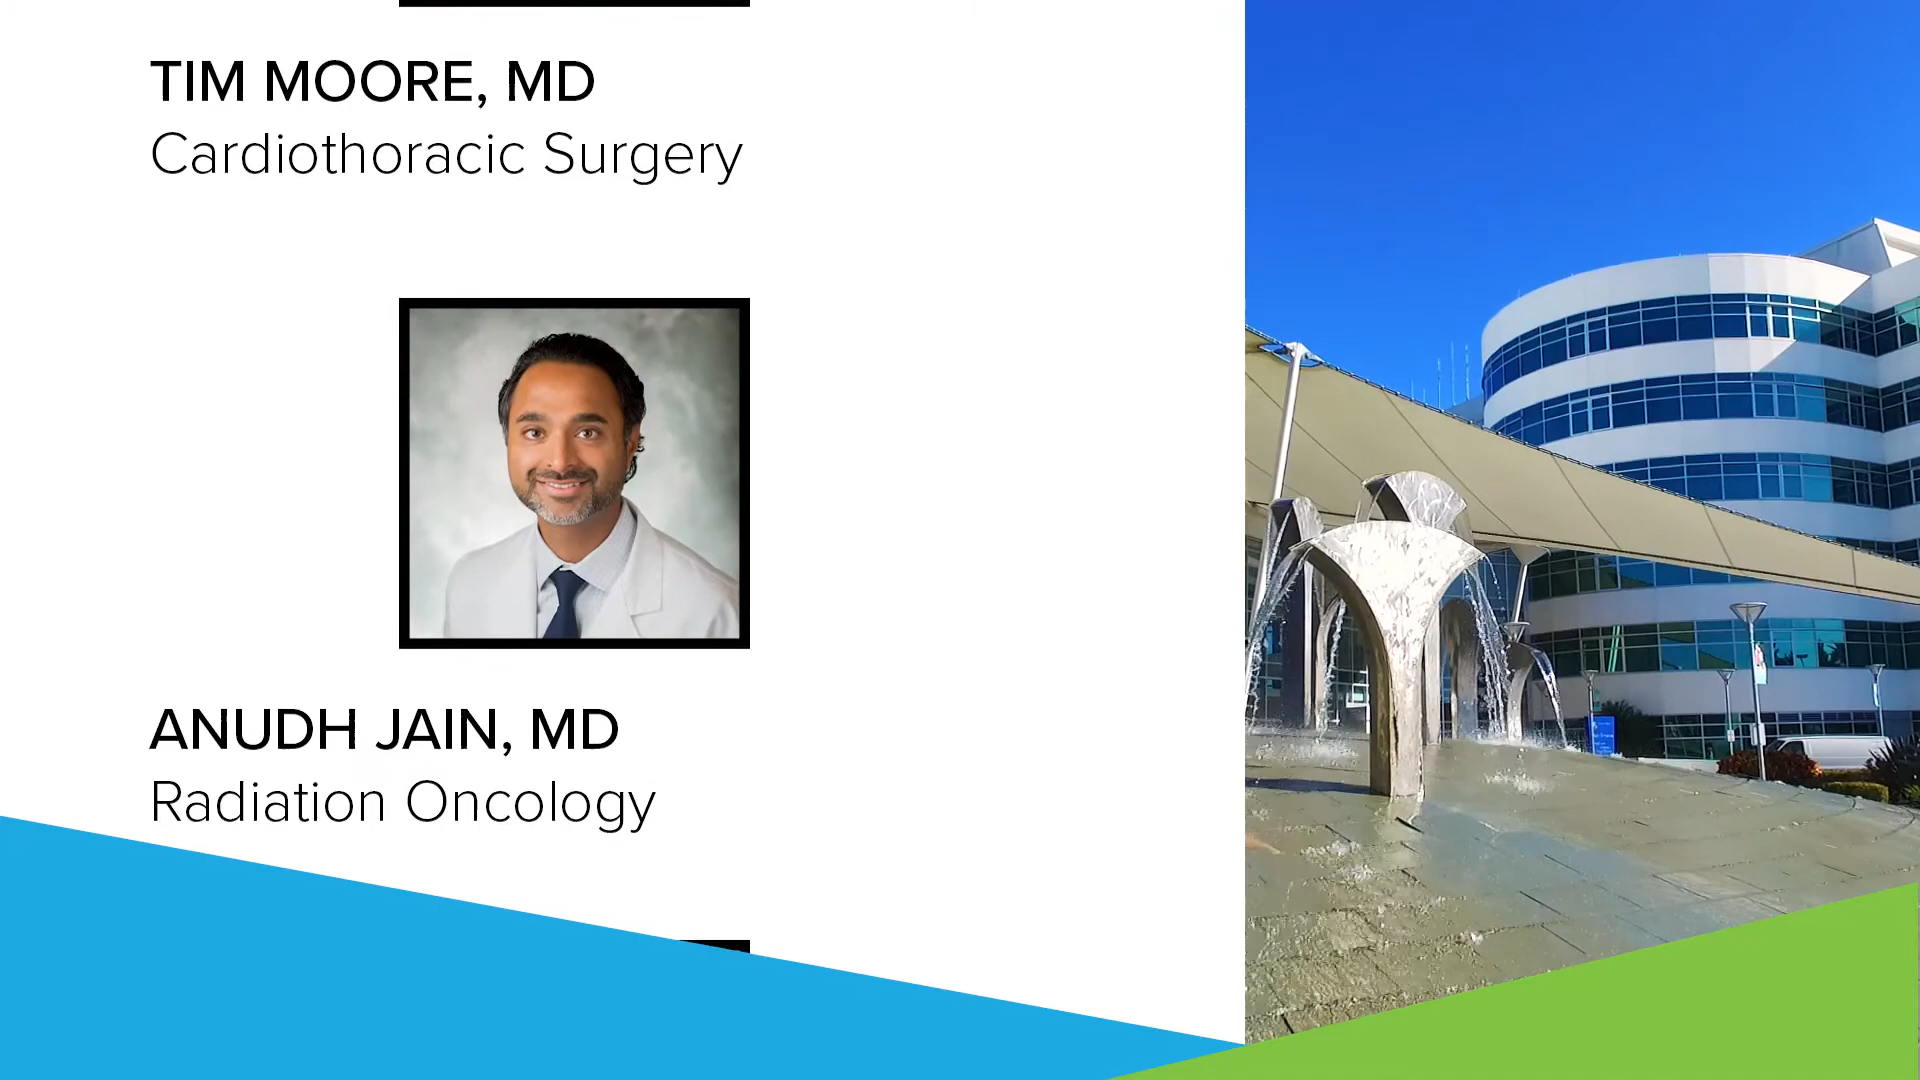 TIM MOORE, MD
Cardiothoracic Surgery
ANUDH JAIN, MD
Radiation Oncology